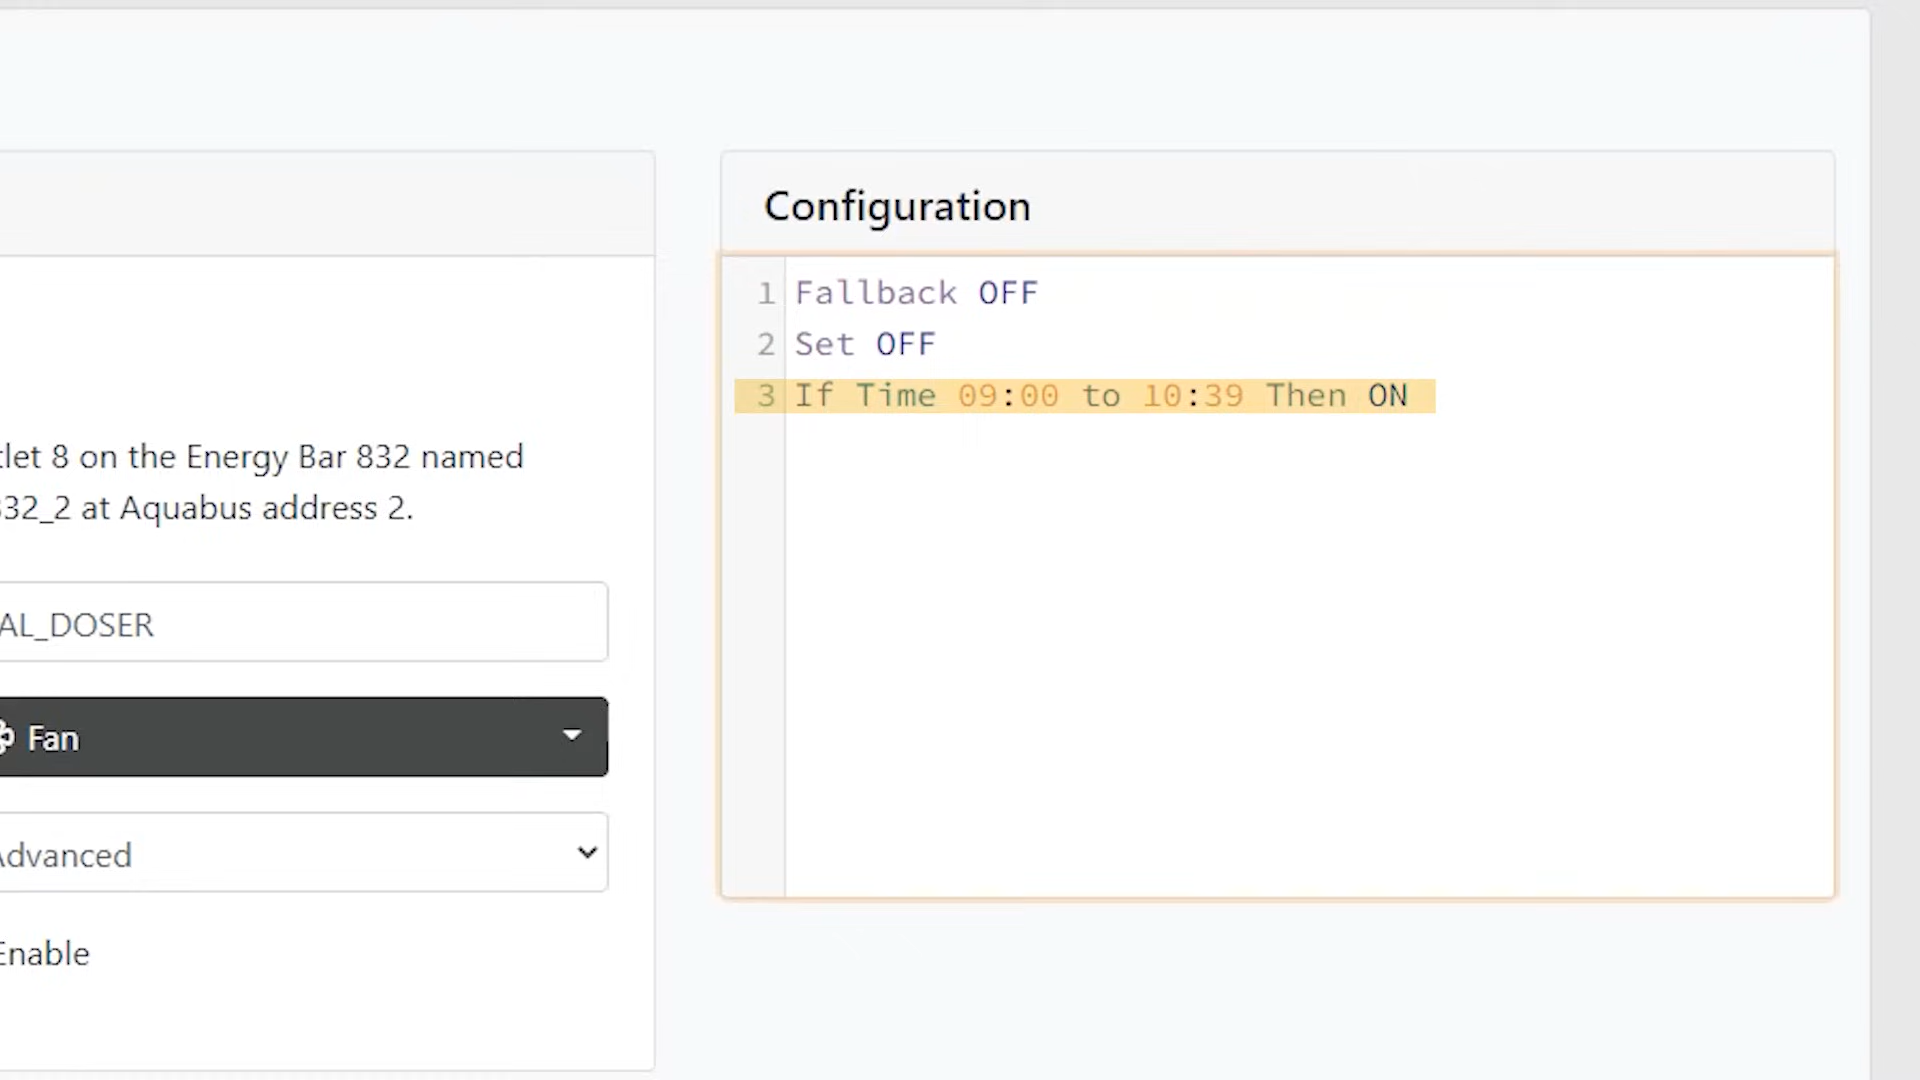 Configuration
1 Fallback OFF
2 Set OFF
3 If Time 09:00 to 10:39 Then ON
8 on the Energy Bar 832 named
32_2 at Aquabus address 2.
AL_DOSER
Fan
Advanced
Enable